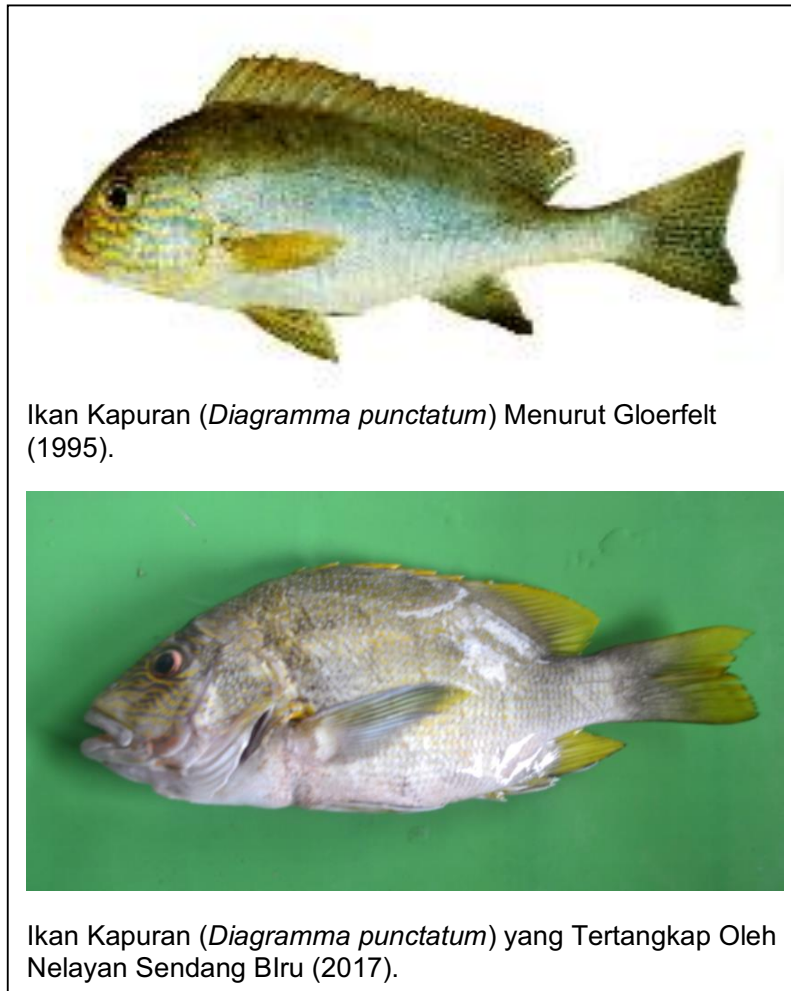 Ikan Kapuran (Diagramma punctatum) Menurut Gloerfelt
(1995).
Ikan Kapuran (Diagramma punctatum) yang Tertangkap Oleh
Nelayan Sendang BIru (2017).